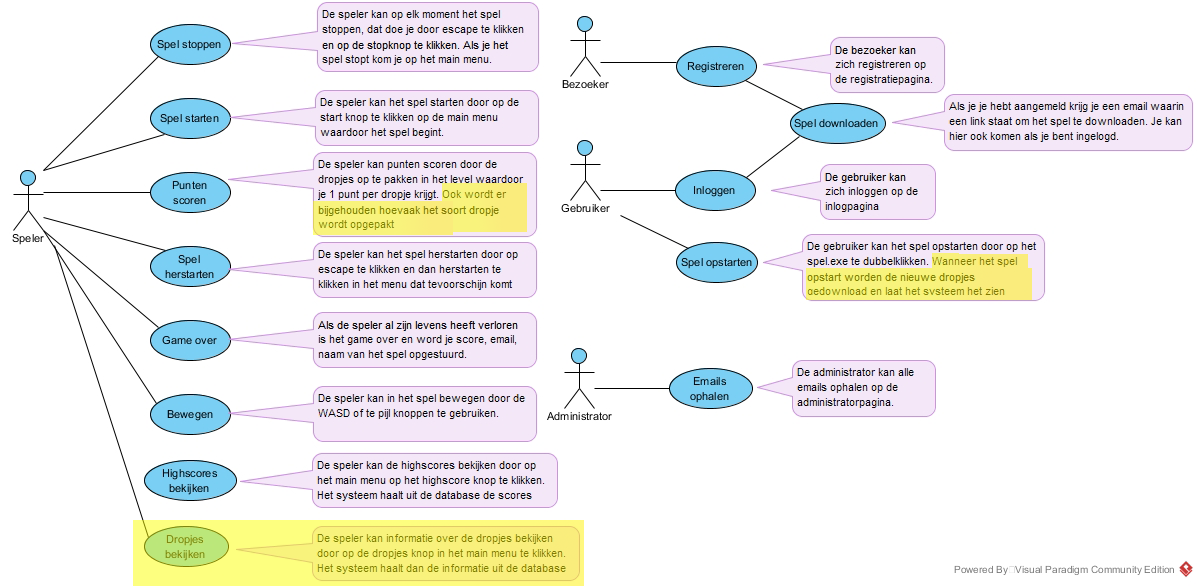 Spel stoppen
De speler kan op elk moment het spel
stoppen, dat doe je door escape te klikken
en op de stopknop te klikken. Als je het
spel stopt kom je op het main menu.
Spel starten
De speler kan het spel starten door op de
start knop te klikken op de main menu
waardoor het spel begint.
Punten
scoren
De speler kan punten scoren door de
dropjes op te pakken in het level waardoor
je 1 punt per dropje krijgt. Ook wordt er
bijgehouden hoevaak het soort dropje
wordt opgepakt
Speler
Spel
herstarten
De speler kan het spel herstarten door op
escape te klikken en dan herstarten te
klikken in het menu dat tevoorschijn komt
Game over
Als de speler al zijn levens heeft verloren
is het game over en word je score, email,
naam van het spel opgestuurd.
Bewegen
De speler kan in het spel bewegen door de
WASD of te pijl knoppen te gebruiken.
Highscores
bekijken
De speler kan de highscores bekijken door op
het main menu op het highscore knop te klikken.
Het systeem haalt uit de database de scores
Dropjes
bekijken
De speler kan informatie over de dropjes bekijken
door op de dropjes knop in het main menu te klikken.
Het systeem haalt dan de informatie uit de database
Bezoeker
Registreren
De bezoeker kan
zich registreren op
de registratiepagina.
Spel downloaden
Als je je hebt aangemeld krijg je een email waarin
een link staat om het spel te downloaden. Je kan
hier ook komen als je bent ingelogd.
Gebruiker
Inloggen
De gebruiker kan
zich inloggen op de
inlogpagina
Spel opstarten
De gebruiker kan het spel opstarten door op het
spel.exe te dubbelklikken. Wanneer het spel
opstart worden de nieuwe dropjes
gedownload en laat het systeem het zien
Administrator
Emails
ophalen
De administrator kan alle
emails ophalen op de
administratorpagina.
Powered By Visual Paradigm Community Edition